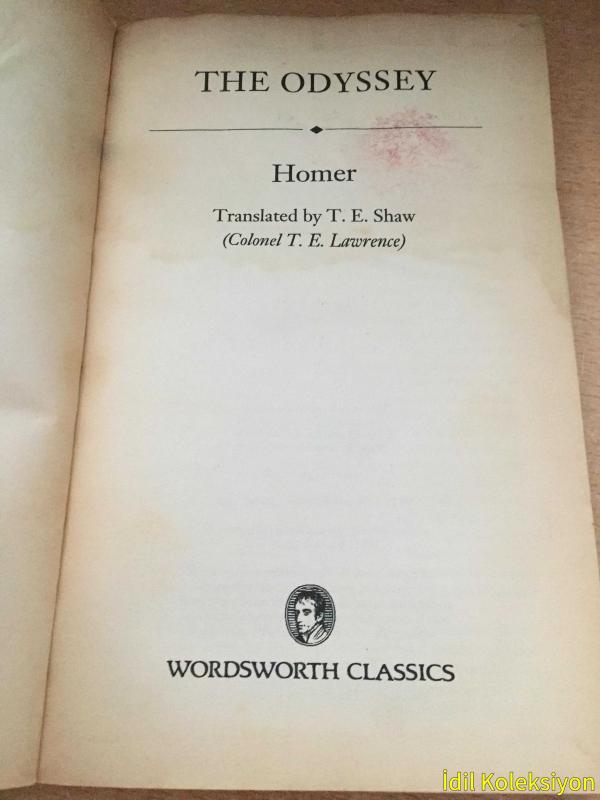 THE ODYSSEY
Homer
Translated by T. E. Shaw
(Colonel T. E. Lawrence)
WORDSWORTH CLASSICS
İdil Koleksiyon